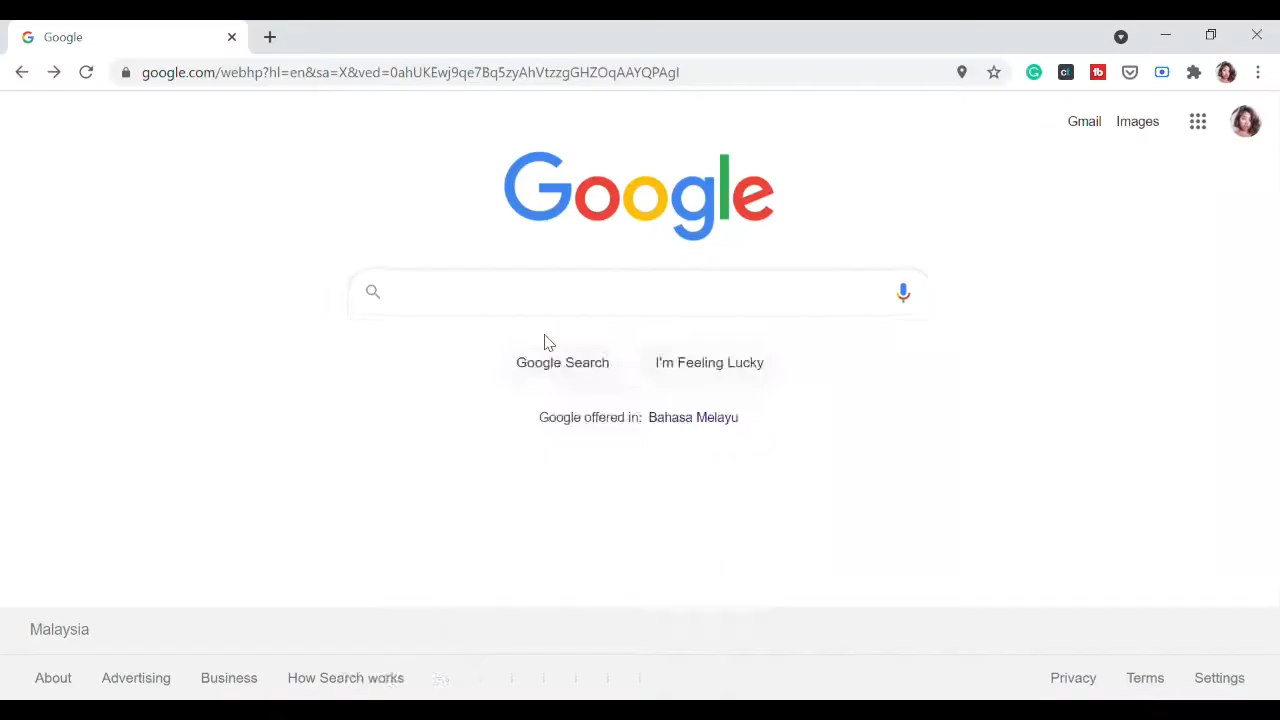 Google
google.com/webhp?hl=en&sa=X&ved=0ahUKEwj9qe7Bq5zyAhVtzzgGHZOqAAYQPAgI
Gmail Images
Google
Google Search I'm Feeling Lucky
Google offered in: Bahasa Melayu
Malaysia
About Advertising Business How Search works Privacy Terms Settings